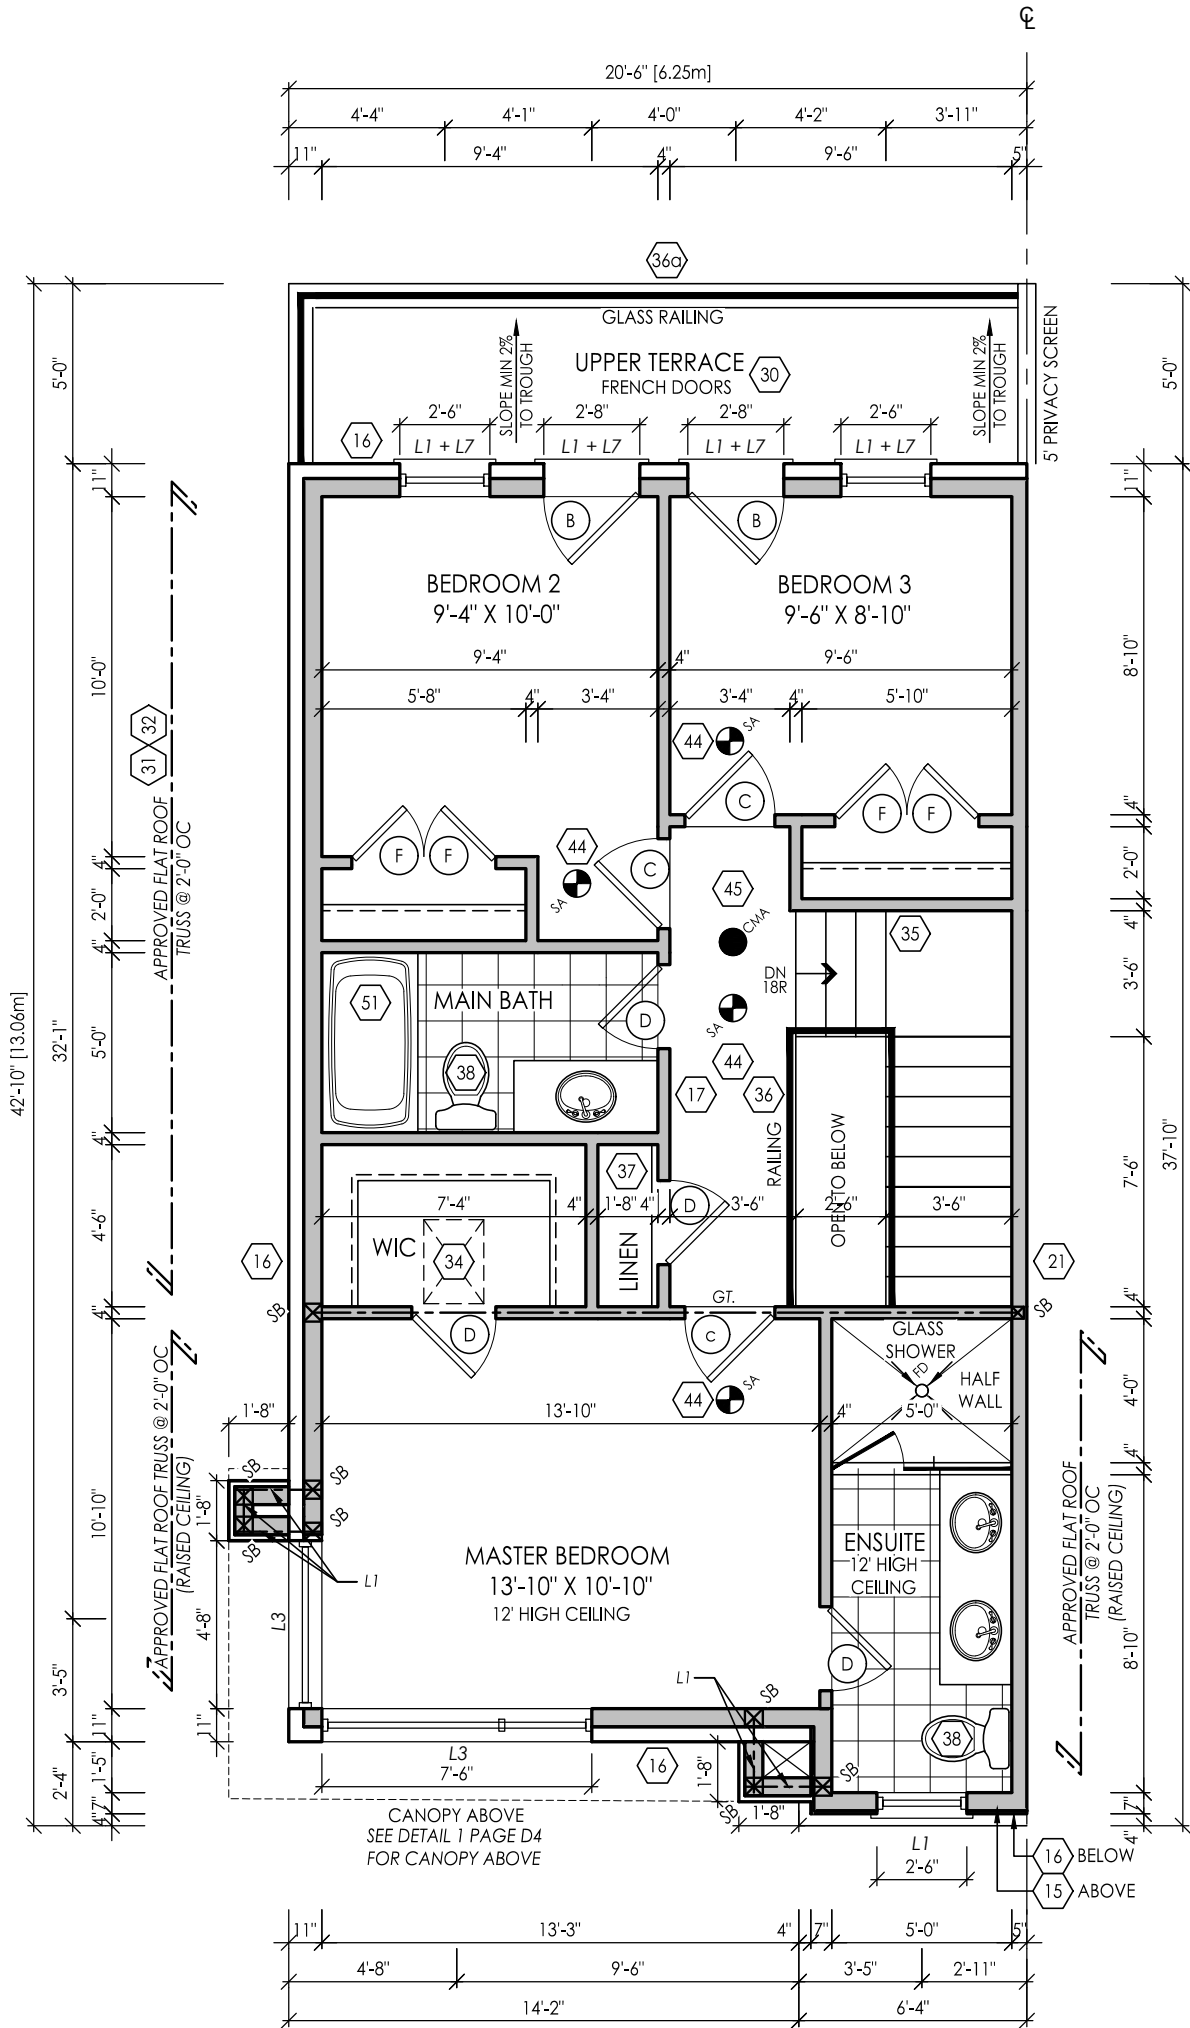 ℄
20'-6" [6.25m]
4'-4" 4'-1" 4'-0" 4'-2" 3'-11"
11" 9'-4" 4" 9'-6" 5"
36a
GLASS RAILING
UPPER TERRACE
FRENCH DOORS
30
SLOPE MIN 2%
TO TROUGH
SLOPE MIN 2%
TO TROUGH
5' PRIVACY SCREEN
5'-0"
5'-0"
16
2'-6" 2'-8" 2'-8" 2'-6"
L1 + L7 L1 + L7 L1 + L7 L1 + L7
11"
11"
B B
BEDROOM 2
9'-4" X 10'-0"
BEDROOM 3
9'-6" X 8'-10"
9'-4" 4" 9'-6"
5'-8" 4" 3'-4" 3'-4" 4" 5'-10"
10'-0"
8'-10"
31 32
APPROVED FLAT ROOF
TRUSS @ 2'-0" OC
44 SA
C
F F
4"
F F
44
C
SA
4"
2'-0"
2'-0"
45
CMA
4"
4"
35
3'-6"
DN
18R
51
MAIN BATH
D
SA
38
44
17 36
5'-0"
42'-10" [13.06m]
32'-1"
37'-10"
4"
RAILING
OPEN TO BELOW
7'-6"
37
7'-4" 4" 1'-8" 4" D 3'-6" 2'-6" 3'-6"
4'-6"
WIC
34
LINEN
16
21
4"
4"
SB
GT.
SB
D
C
GLASS
SHOWER
FD
HALF
WALL
4'-0"
44 SA
APPROVED FLAT ROOF TRUSS @ 2'-0" OC
(RAISED CEILING)
1'-8"
13'-10" 4" 5'-0"
10'-10"
4"
SB SB
1'-8"
SB SB
L1
MASTER BEDROOM
13'-10" X 10'-10"
12' HIGH CEILING
ENSUITE
12' HIGH
CEILING
APPROVED FLAT ROOF
TRUSS @ 2'-0" OC
(RAISED CEILING)
4'-8"
L3
D
8'-10"
L1
SB
3'-5"
11"
38
L3
7'-6"
16
1'-8"
SB
2'-4"
1'-5"
7"
4"
SB 1'-8"
7"
4"
CANOPY ABOVE
SEE DETAIL 1 PAGE D4
FOR CANOPY ABOVE
L1
2'-6"
16 BELOW
15 ABOVE
11" 13'-3" 4" 7" 5'-0" 5"
4'-8" 9'-6" 3'-5" 2'-11"
14'-2" 6'-4"